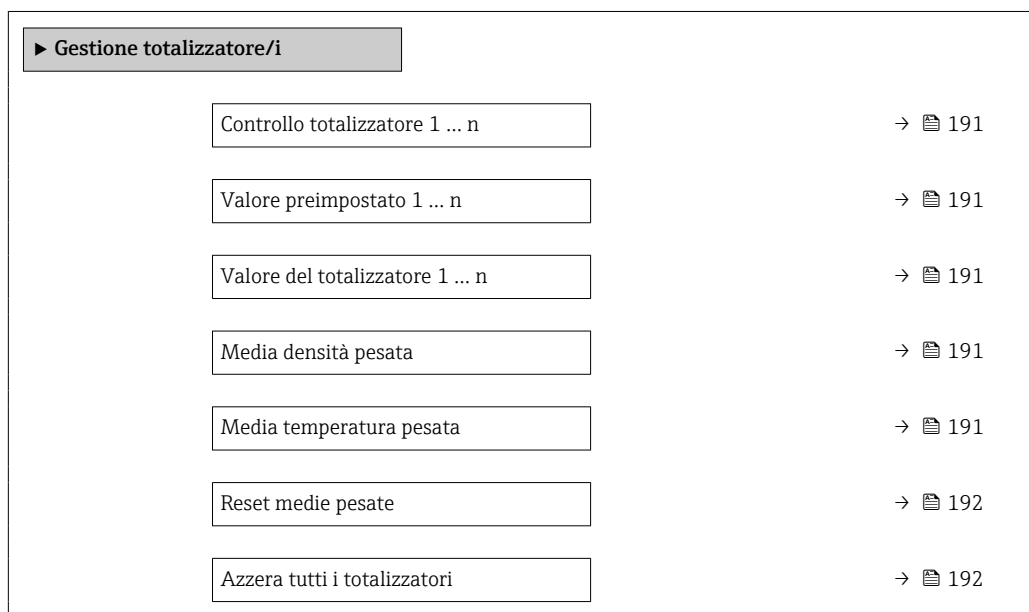 ▶ Gestione totalizzatore/i
Controllo totalizzatore 1 … n → 191
Valore preimpostato 1 … n → 191
Valore del totalizzatore 1 … n → 191
Media densità pesata → 191
Media temperatura pesata → 191
Reset medie pesate → 192
Azzera tutti i totalizzatori → 192